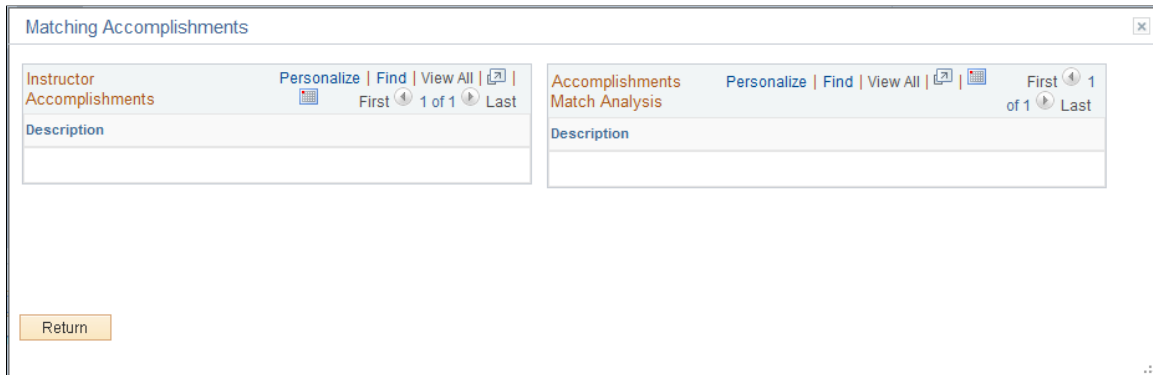 Matching Accomplishments
Instructor Accomplishments
Personalize | Find | View All | |
First 1 of 1 Last
Description
Accomplishments Match Analysis
Personalize | Find | View All | |
First 1 of 1 Last
Description
Return